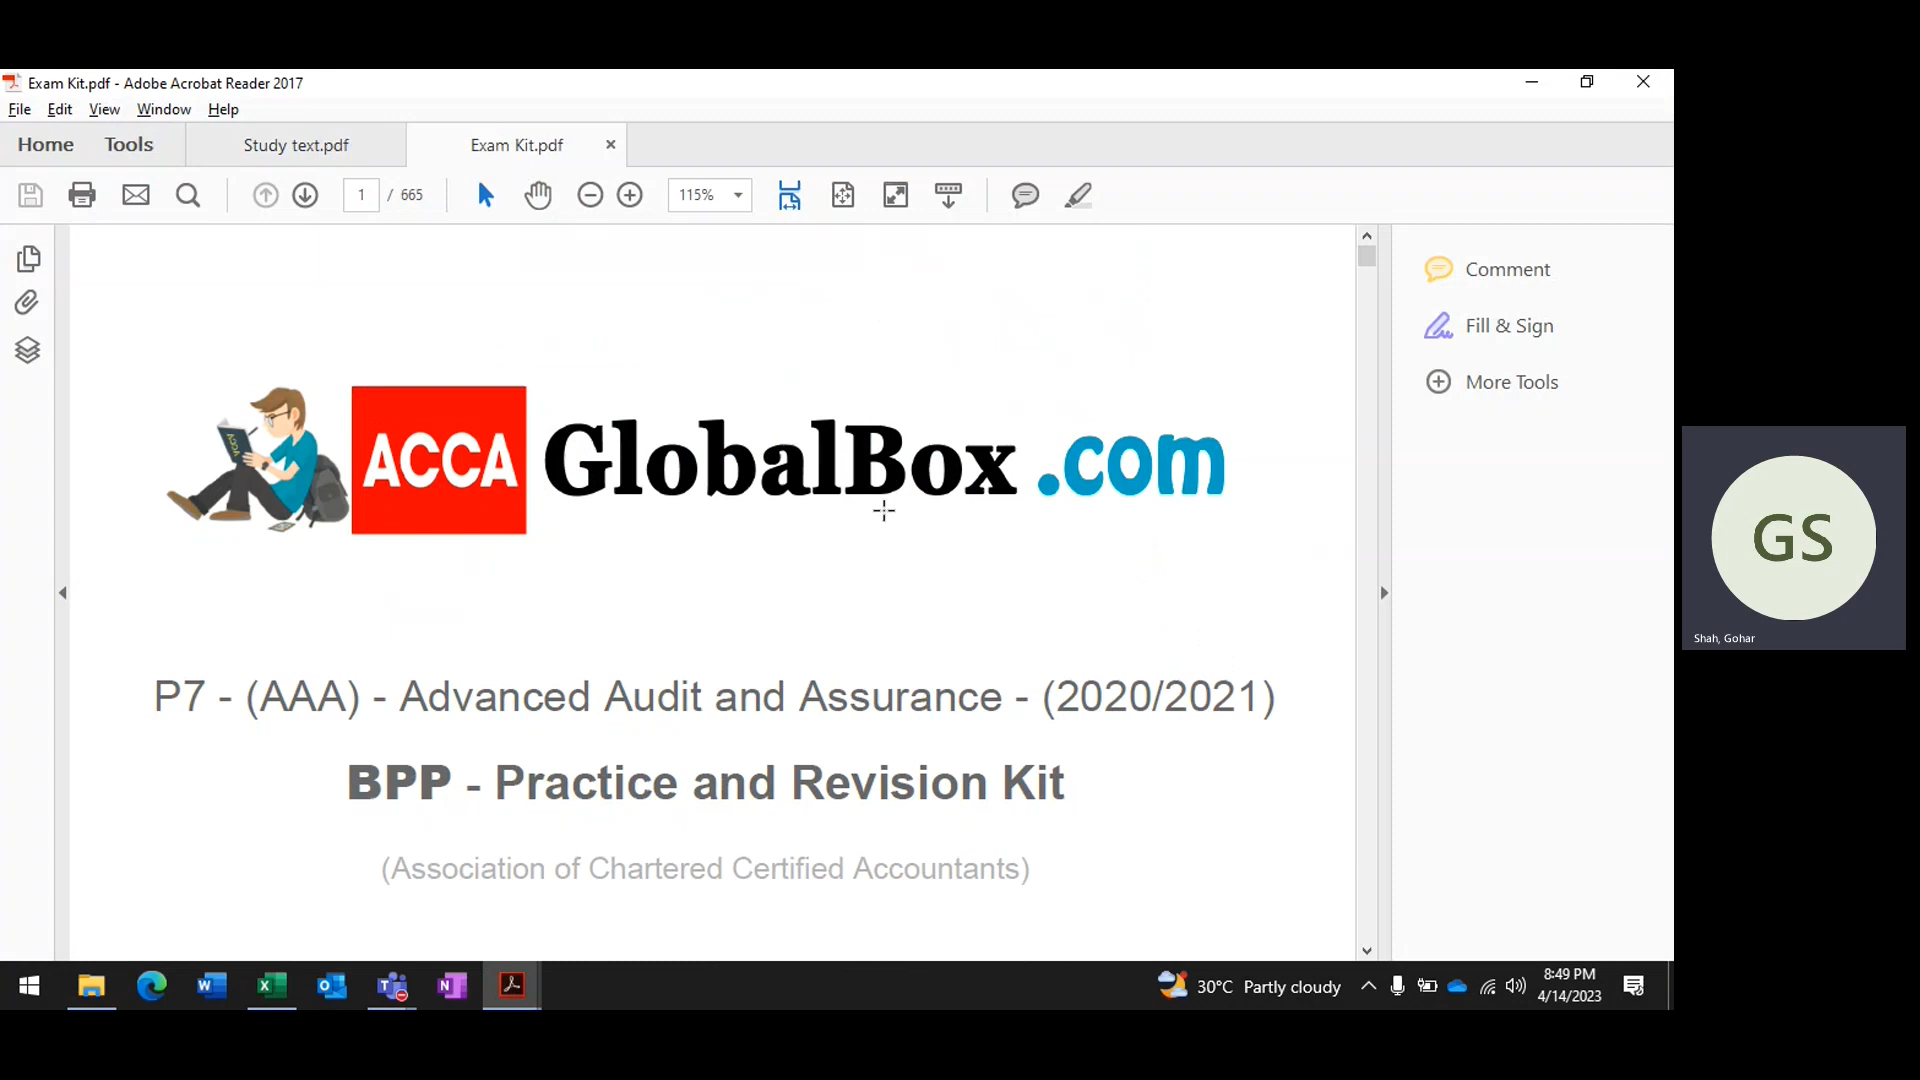 Exam Kit.pdf - Adobe Acrobat Reader 2017
File Edit View Window Help
Home Tools Study text.pdf Exam Kit.pdf
1 / 665 115%
Comment
Fill & Sign
More Tools
ACCA GlobalBox .com
P7 - (AAA) - Advanced Audit and Assurance - (2020/2021)
BPP - Practice and Revision Kit
(Association of Chartered Certified Accountants)
GS
Shah, Gohar
30°C Partly cloudy
8:49 PM
4/14/2023